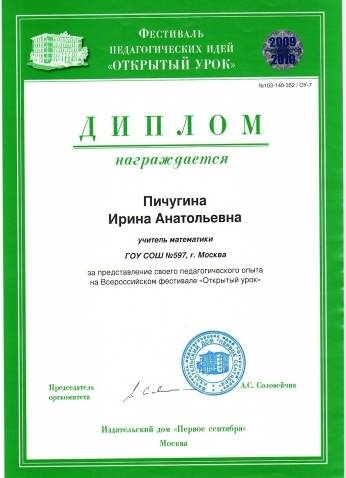 ФЕСТИВАЛЬ
ПЕДАГОГИЧЕСКИХ ИДЕЙ
«ОТКРЫТЫЙ УРОК»
2009
2010
№103-140-352 / ОУ-7
ДИПЛОМ
награждается
Пичугина
Ирина Анатольевна
учитель математики
ГОУ СОШ №597, г. Москва
за представление своего педагогического опыта
на Всероссийском фестивале «Открытый урок»
Председатель
оргкомитета
А.С. Соловейчик
Издательский дом «Первое сентября»
Москва